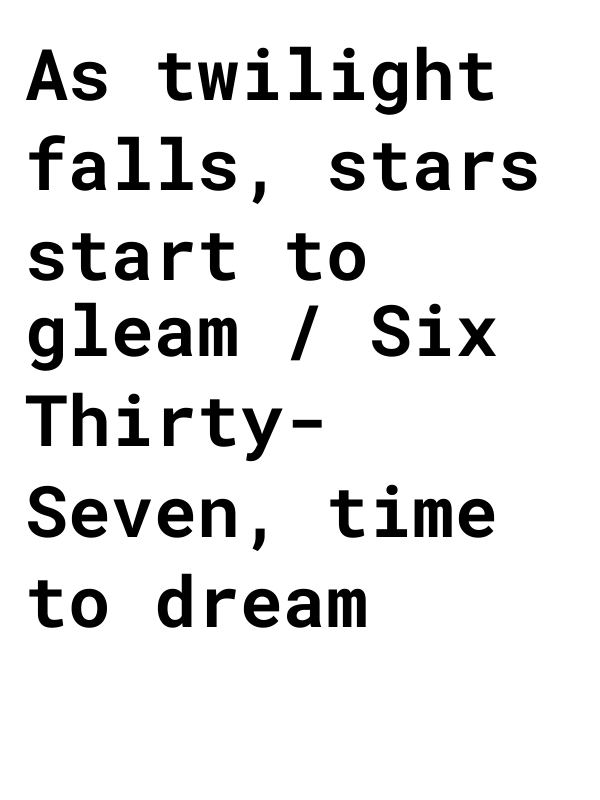 As twilight
falls, stars
start to
gleam / Six
Thirty-
Seven, time
to dream